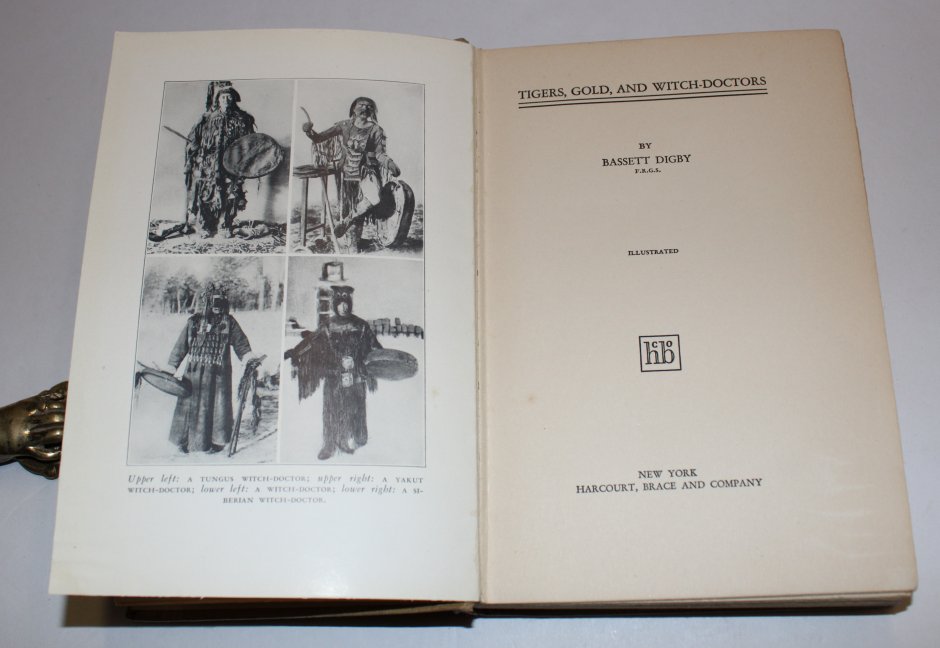 Upper left: A TUNGUS WITCH-DOCTOR; upper right: A YAKUT
WITCH-DOCTOR; lower left: A WITCH-DOCTOR; lower right: A SI-
BERIAN WITCH-DOCTOR.
TIGERS, GOLD, AND WITCH-DOCTORS
BY
BASSETT DIGBY
F.R.G.S.
ILLUSTRATED
hbco
NEW YORK
HARCOURT, BRACE AND COMPANY